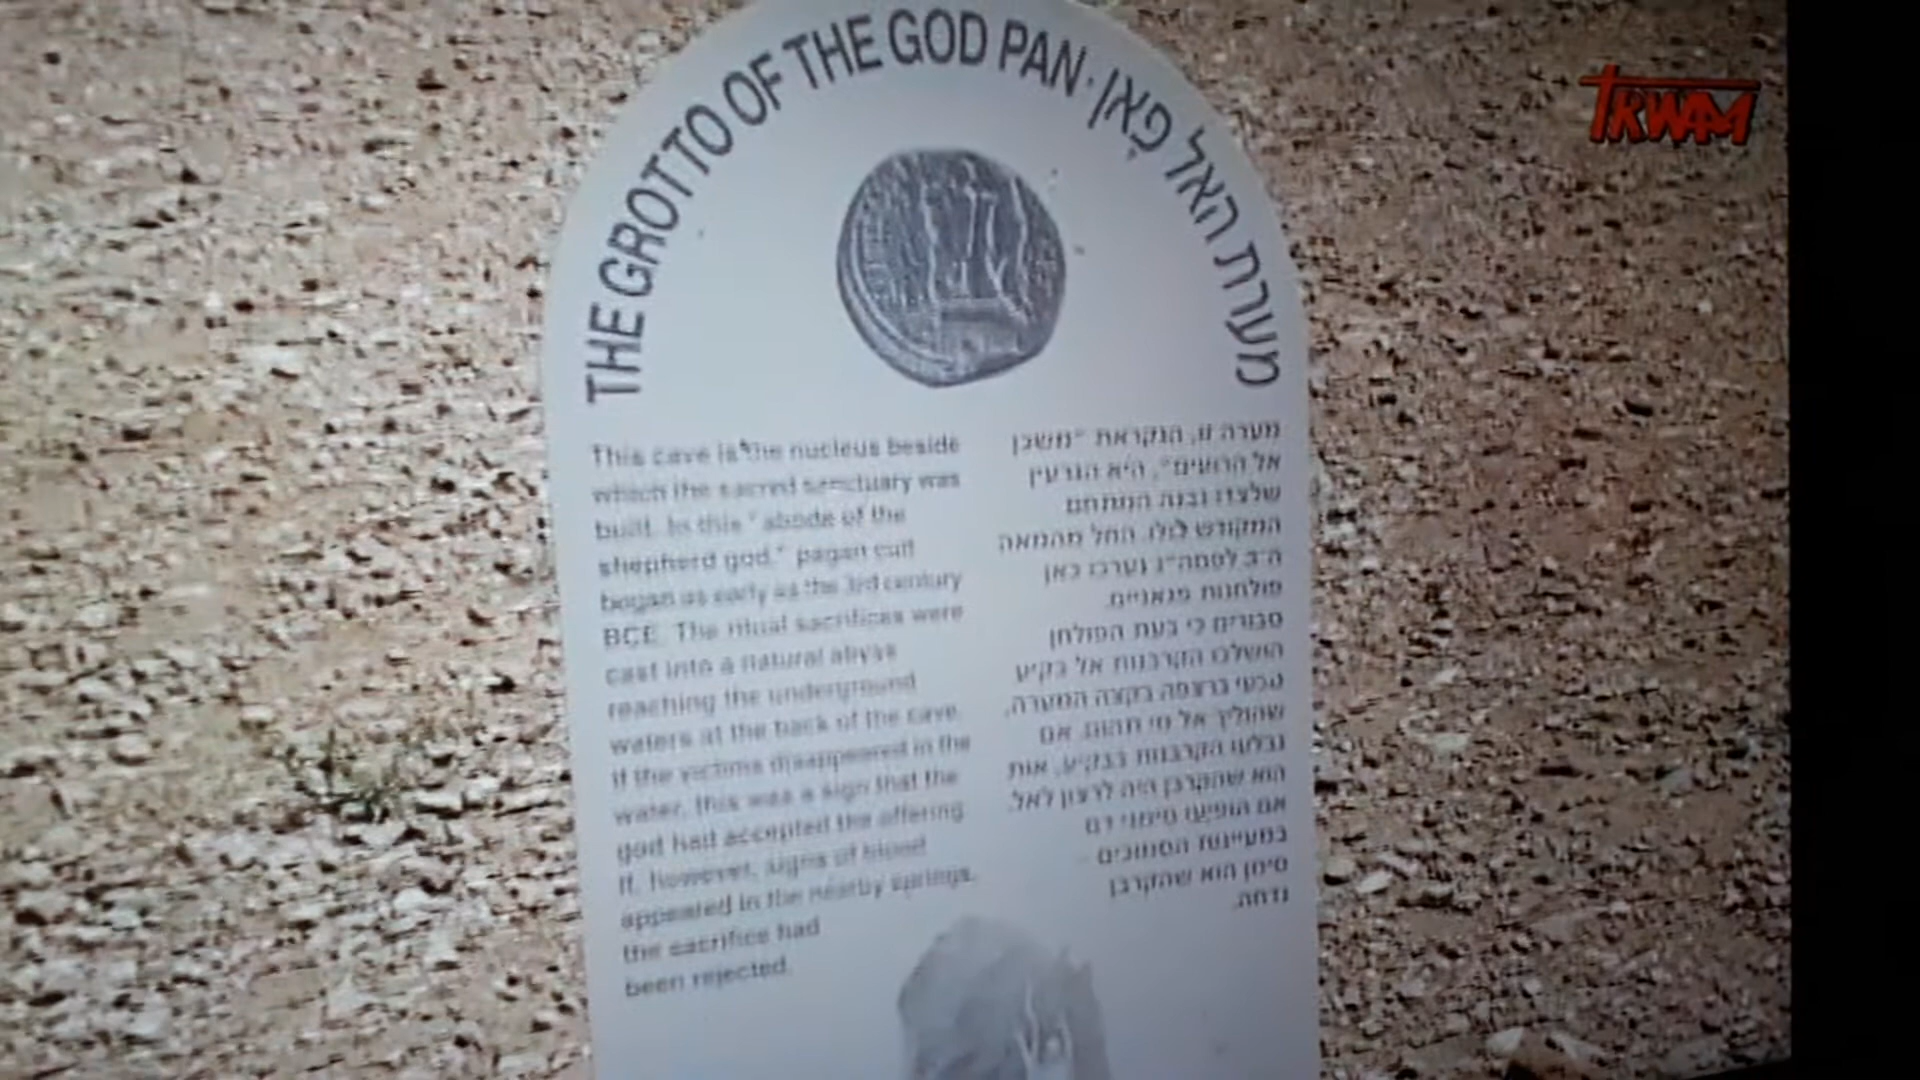 THE GROTTO OF THE GOD PAN · מערת האל פאן
TRWAM
This cave is the nucleus beside
which the sacred sanctuary was
built. In this "abode of the
shepherd god," pagan cult
began as early as the 3rd century
BCE. The ritual sacrifices were
cast into a natural abyss
reaching the underground
waters at the back of the cave.
If the victims disappeared in the
water, this was a sign that the
god had accepted the offering.
If, however, signs of blood
appeared in the nearby springs,
the sacrifice had
been rejected.
מערה זו, הנקראת "משכן
אל הרועים", היא הגרעין
שלצדו נבנה המתחם
המקודש כולו. החל מהמאה
ה־3 לפסה"נ נערכו כאן
פולחנות פגאניים.
סבורים כי בעת הפולחן
הושלכו הקרבנות אל בקיע
טבעי ברצפה בקצה המערה,
שהוליך אל מי תהום. אם
נבלעו הקרבנות בבקיע, אות
הוא שהקרבן היה לרצון לאל.
אם הופיעו סימני דם
במעיינות הסמוכים -
סימן הוא שהקרבן
נדחה.